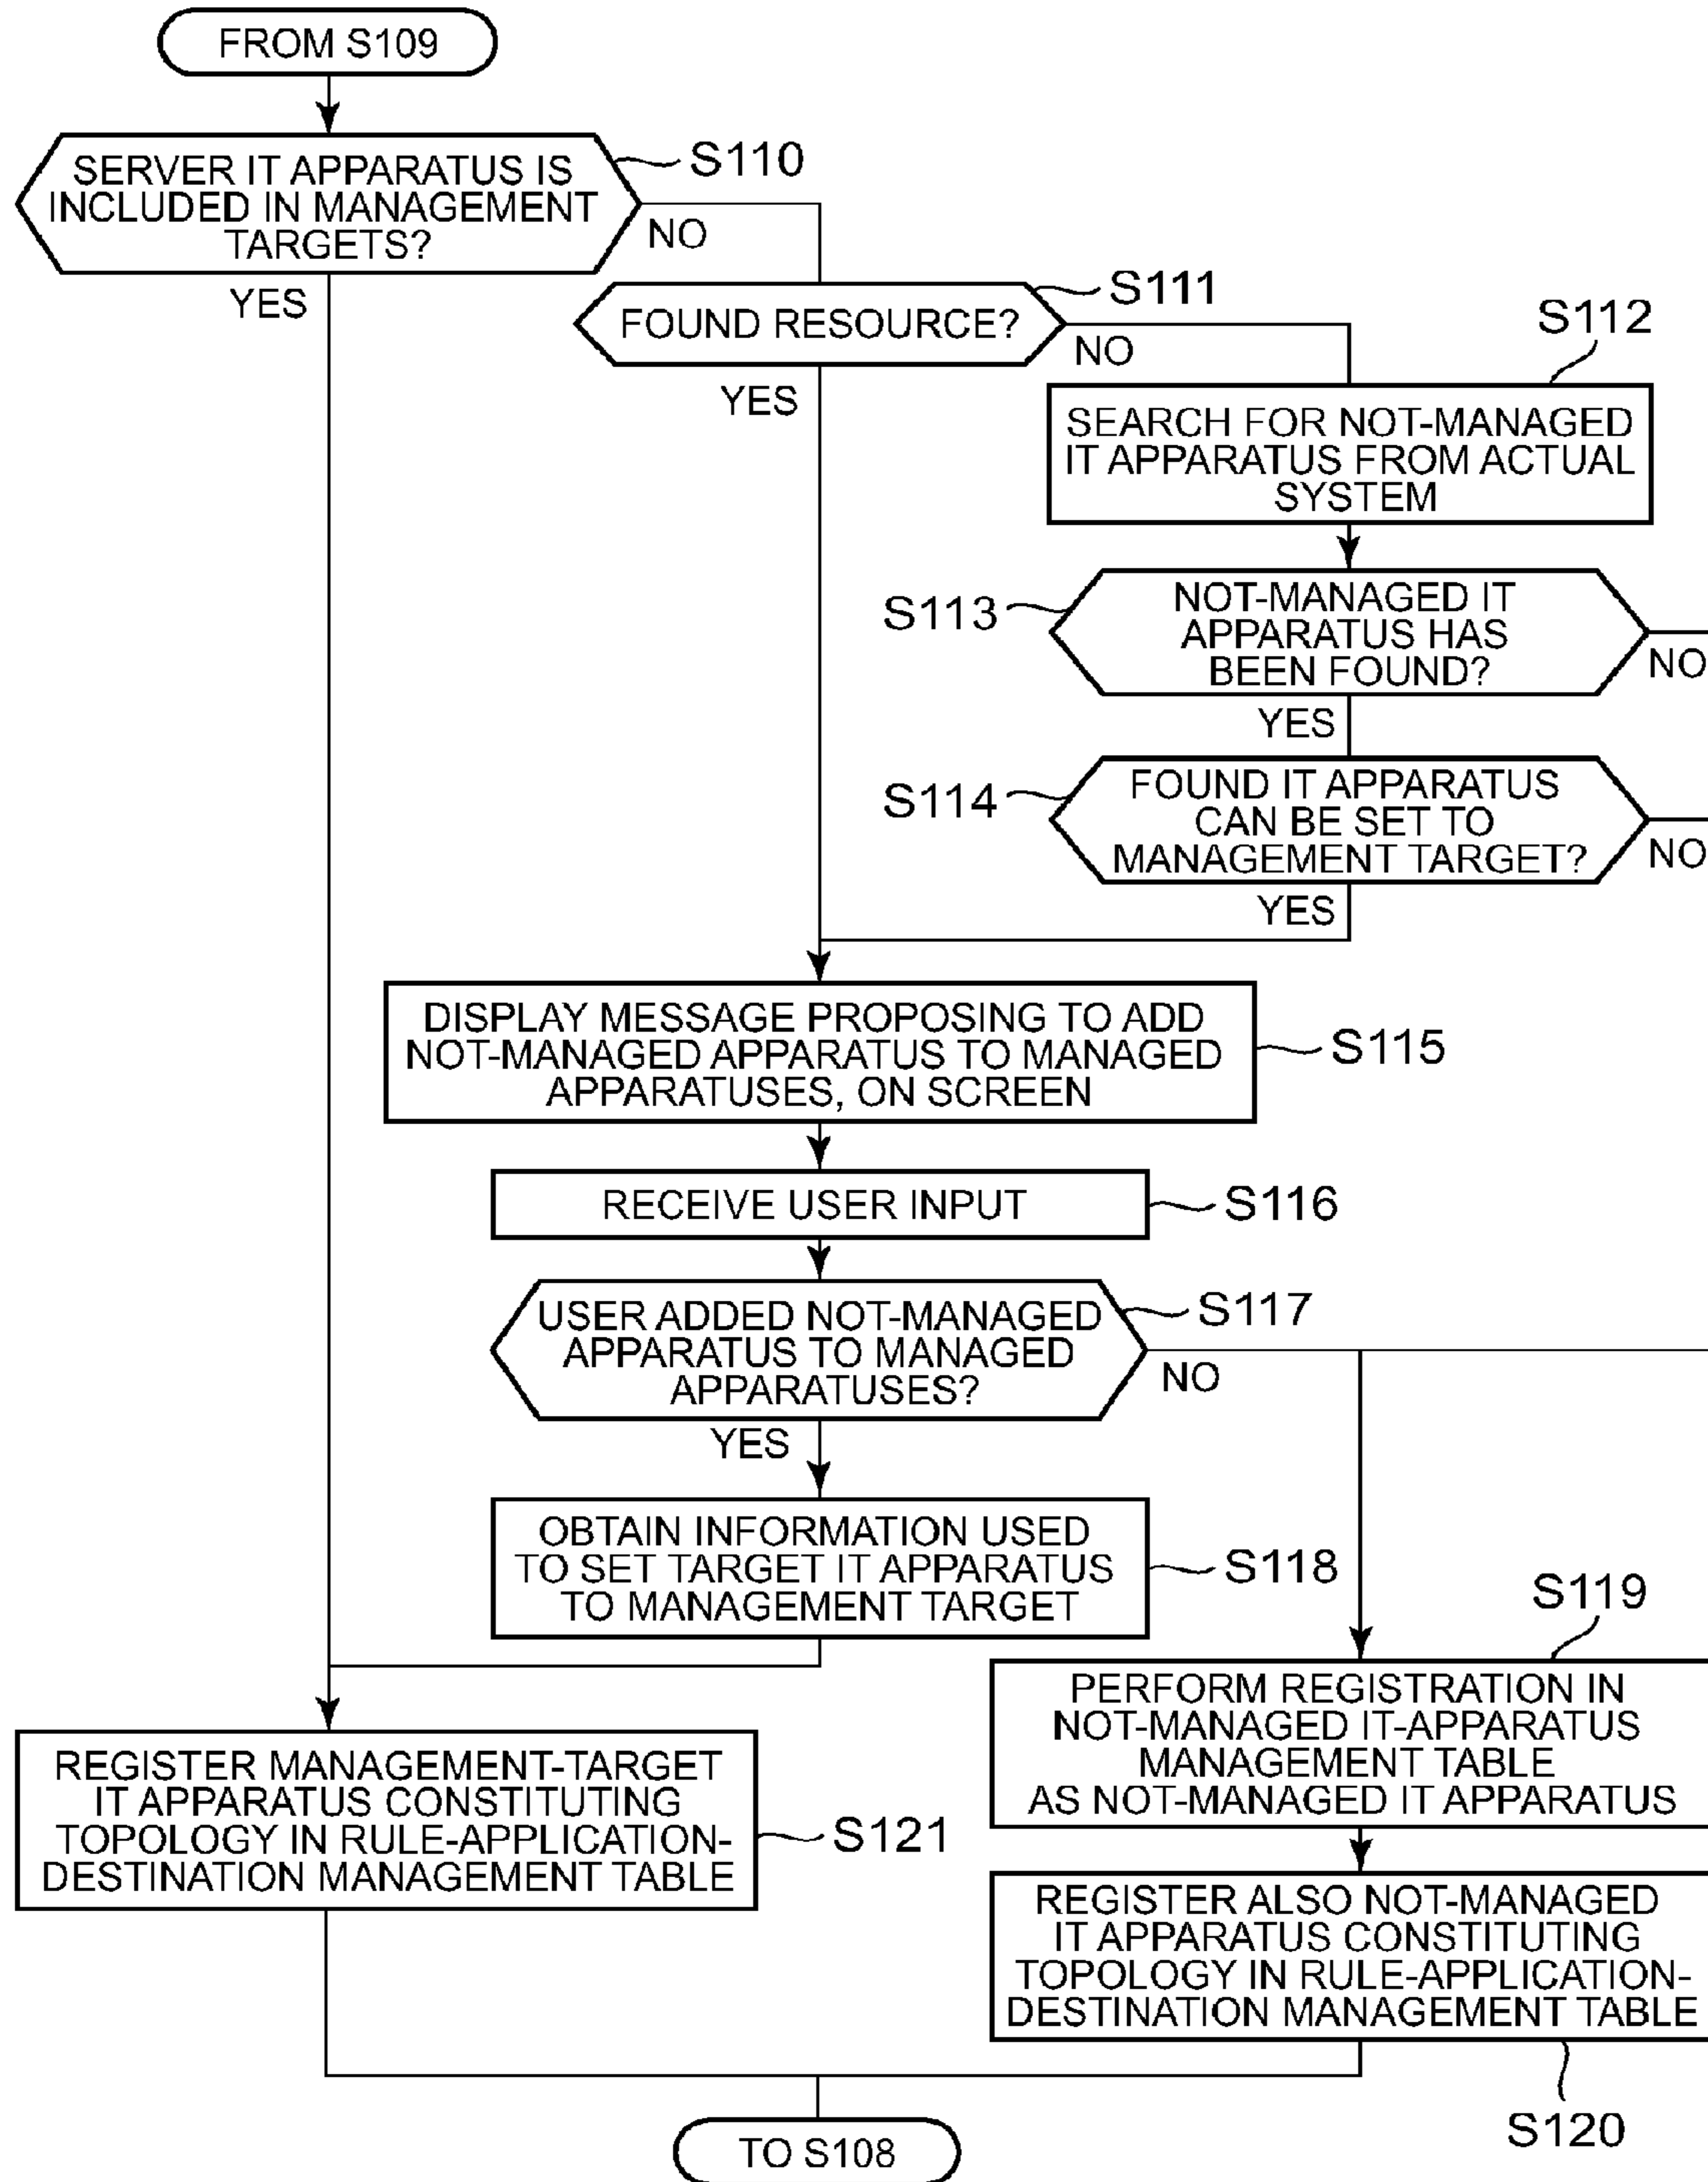 FROM S109
SERVER IT APPARATUS IS
INCLUDED IN MANAGEMENT
TARGETS?
S110
NO
YES
FOUND RESOURCE?
S111
NO
YES
S112
SEARCH FOR NOT-MANAGED
IT APPARATUS FROM ACTUAL
SYSTEM
S113
NOT-MANAGED IT
APPARATUS HAS
BEEN FOUND?
NO
YES
S114
FOUND IT APPARATUS
CAN BE SET TO
MANAGEMENT TARGET?
NO
YES
DISPLAY MESSAGE PROPOSING TO ADD
NOT-MANAGED APPARATUS TO MANAGED
APPARATUSES, ON SCREEN
S115
RECEIVE USER INPUT
S116
USER ADDED NOT-MANAGED
APPARATUS TO MANAGED
APPARATUSES?
S117
NO
YES
OBTAIN INFORMATION USED
TO SET TARGET IT APPARATUS
TO MANAGEMENT TARGET
S118
S119
PERFORM REGISTRATION IN
NOT-MANAGED IT-APPARATUS
MANAGEMENT TABLE
AS NOT-MANAGED IT APPARATUS
REGISTER MANAGEMENT-TARGET
IT APPARATUS CONSTITUTING
TOPOLOGY IN RULE-APPLICATION-
DESTINATION MANAGEMENT TABLE
S121
REGISTER ALSO NOT-MANAGED
IT APPARATUS CONSTITUTING
TOPOLOGY IN RULE-APPLICATION-
DESTINATION MANAGEMENT TABLE
S120
TO S108